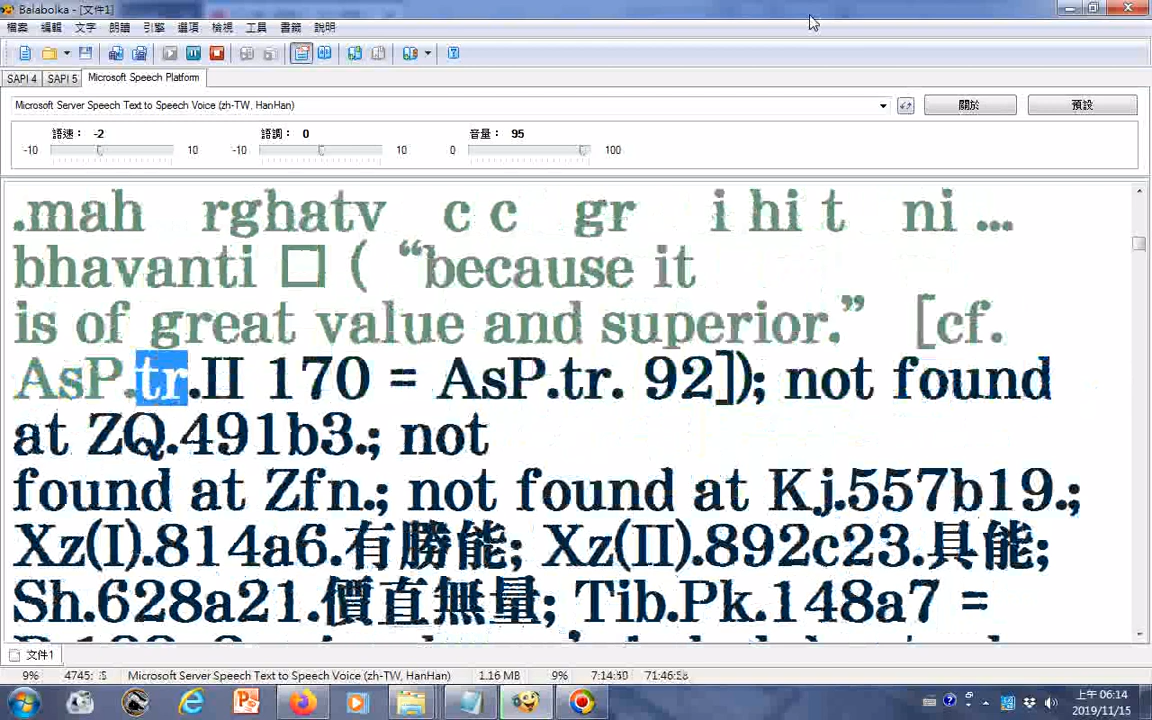 Balabolka - [文件1]
檔案 編輯 文字 朗讀 引擎 選項 檢視 工具 書籤 說明
SAPI 4 SAPI 5 Microsoft Speech Platform
Microsoft Server Speech Text to Speech Voice (zh-TW, HanHan) 關於 預設
語速： -2 語調： 0 音量： 95
-10 10 -10 10 0 100
.mah rghatv c c gr i hi t ni ...
bhavanti □ ( “because it
is of great value and superior.” [cf.
AsP.tr.II 170 = AsP.tr. 92]); not found
at ZQ.491b3.; not
found at Zfn.; not found at Kj.557b19.;
Xz(I).814a6.有勝能; Xz(II).892c23.具能;
Sh.628a21.價直無量; Tib.Pk.148a7 =
文件1
9% Microsoft Server Speech Text to Speech Voice (zh-TW, HanHan) 1.16 MB 9%
上午 06:14
2019/11/15